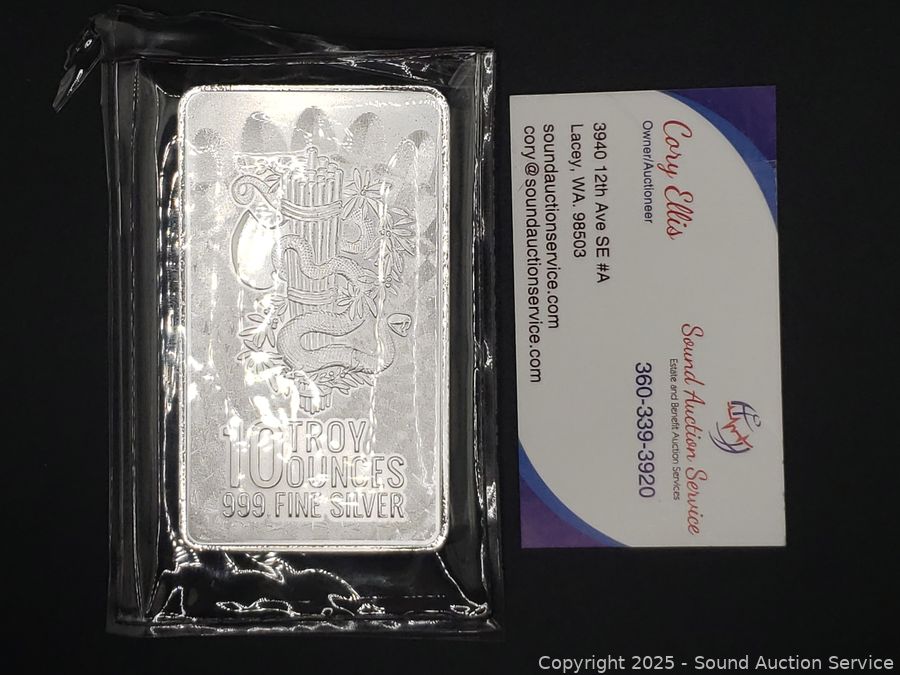 10 TROY
OUNCES
999 FINE SILVER
Cory Ellis
Owner/Auctioneer
3940 12th Ave SE #A
Lacey, WA. 98503
soundauctionservice.com
cory@soundauctionservice.com
Sound Auction Service
Estate and Benefit Auction Services
360-339-3920
Copyright 2025 - Sound Auction Service